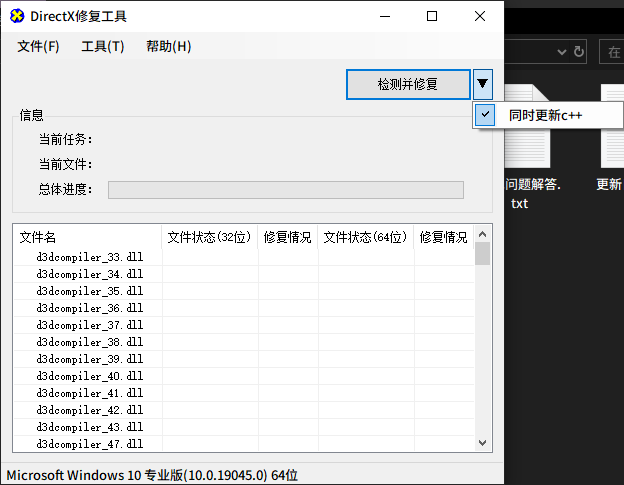 DirectX修复工具
文件(F) 工具(T) 帮助(H)
检测并修复
同时更新c++
信息
当前任务：
当前文件：
总体进度：
在
问题解答.
txt
更新
文件名 文件状态(32位) 修复情况 文件状态(64位) 修复情况
d3dcompiler_33.dll
d3dcompiler_34.dll
d3dcompiler_35.dll
d3dcompiler_36.dll
d3dcompiler_37.dll
d3dcompiler_38.dll
d3dcompiler_39.dll
d3dcompiler_40.dll
d3dcompiler_41.dll
d3dcompiler_42.dll
d3dcompiler_43.dll
d3dcompiler_47.dll
Microsoft Windows 10 专业版(10.0.19045.0) 64位